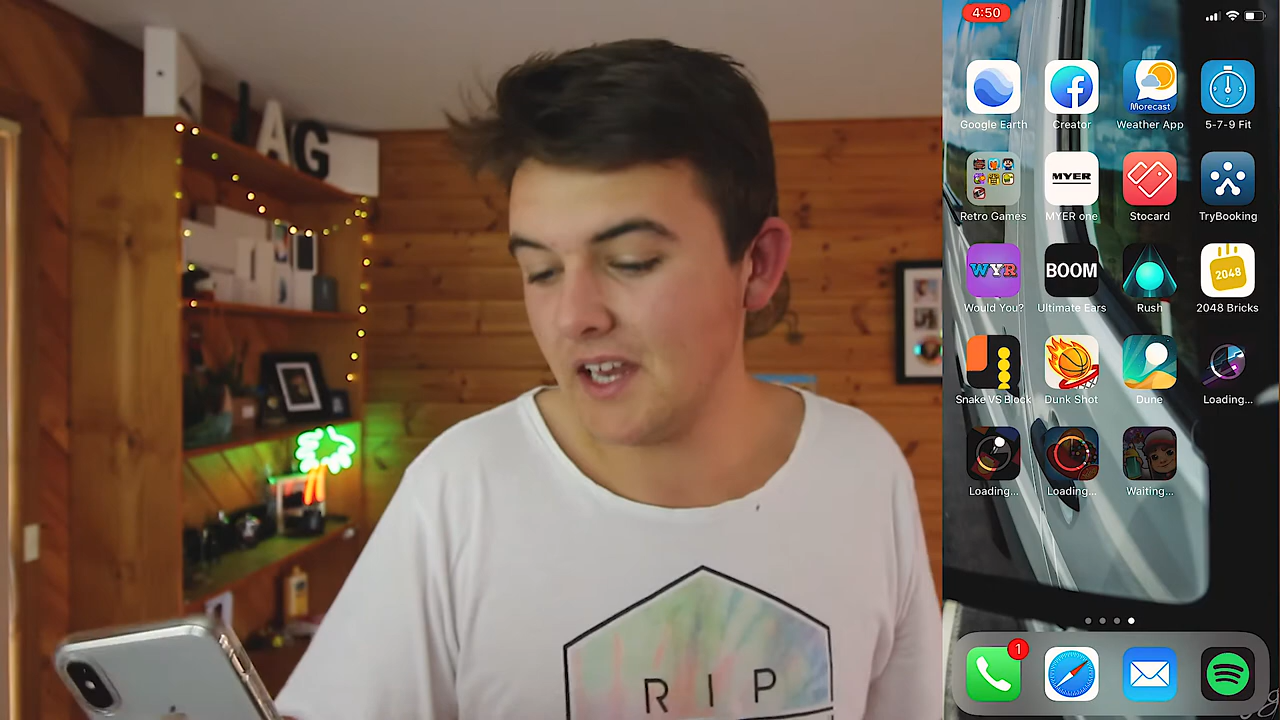 AG
RIP
4:50
Google Earth
Creator
Morecast
Weather App
5-7-9 Fit
Retro Games
MYER
MYER one
Stocard
TryBooking
WYR
Would You?
BOOM
Ultimate Ears
Rush
2048
2048 Bricks
Snake VS Block
Dunk Shot
Dune
Loading...
Loading...
Loading...
Waiting...
1